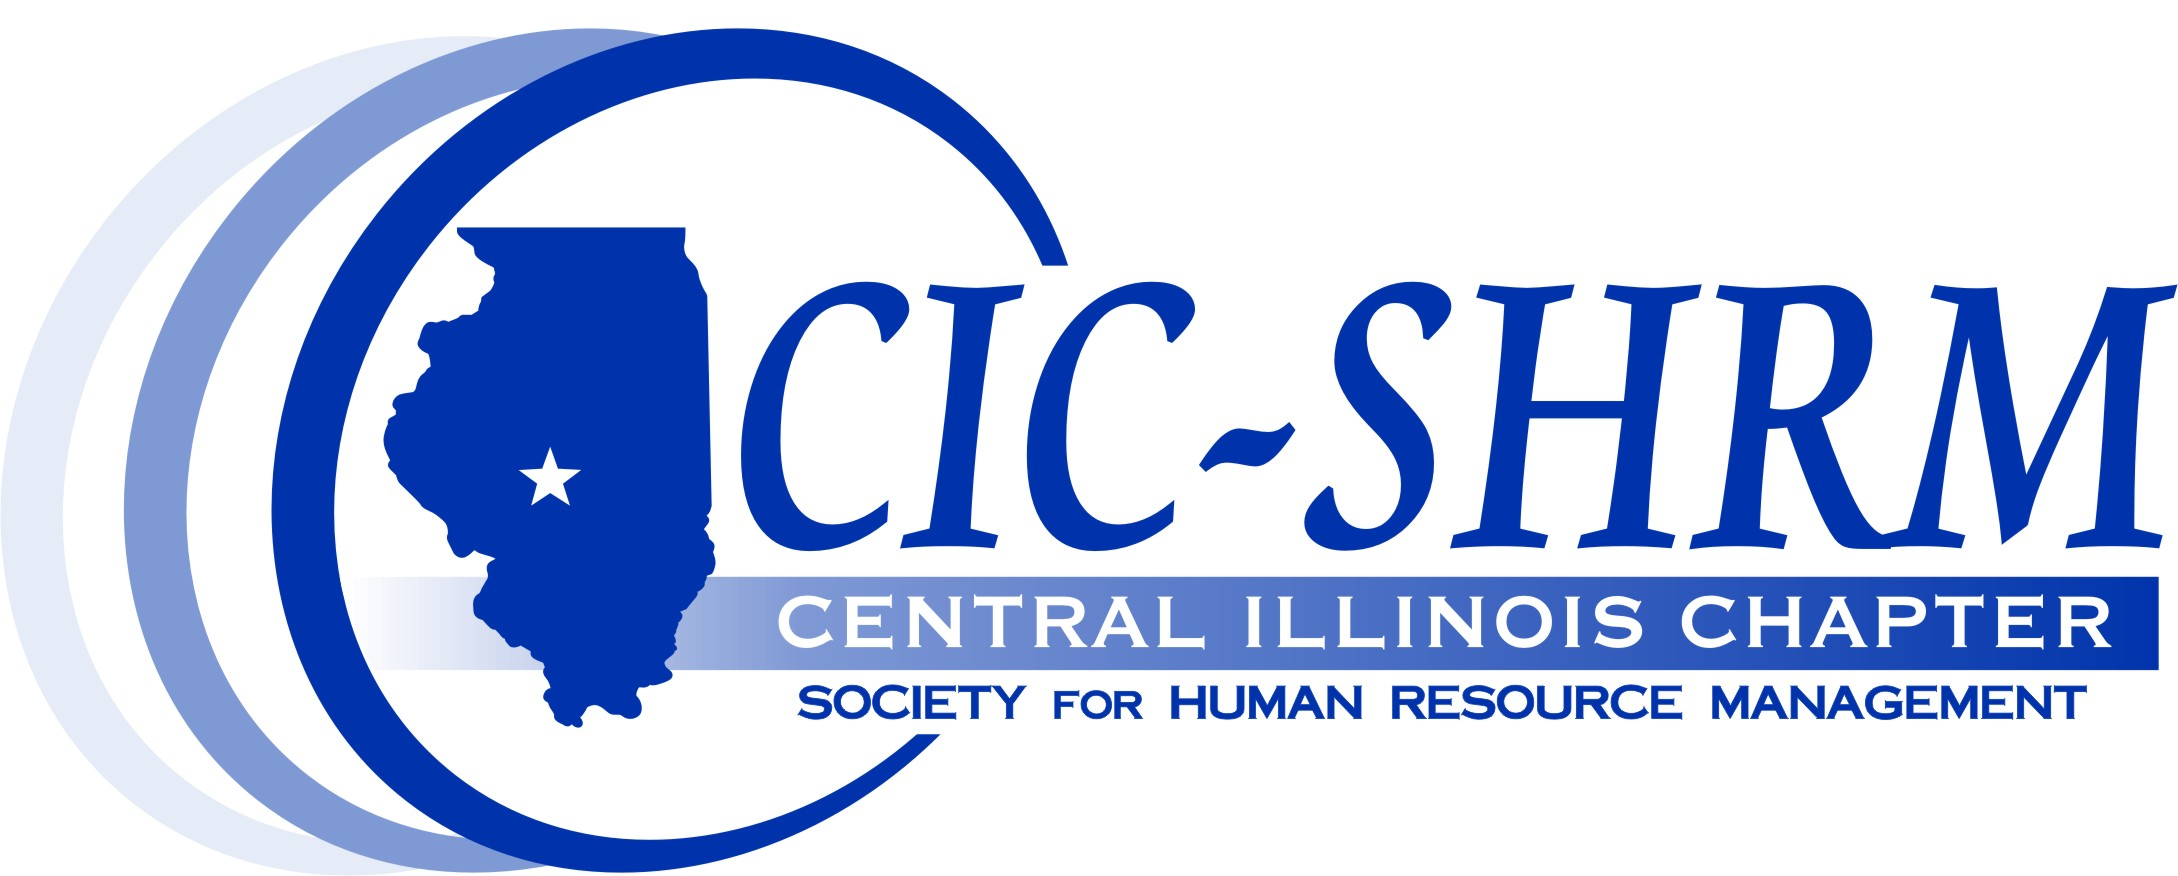 CIC~SHRM
CENTRAL ILLINOIS CHAPTER
SOCIETY FOR HUMAN RESOURCE MANAGEMENT